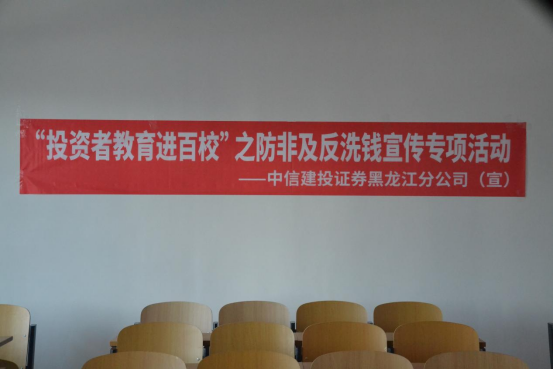 “投资者教育进百校”之防非及反洗钱宣传专项活动
——中信建投证券黑龙江分公司（宣）